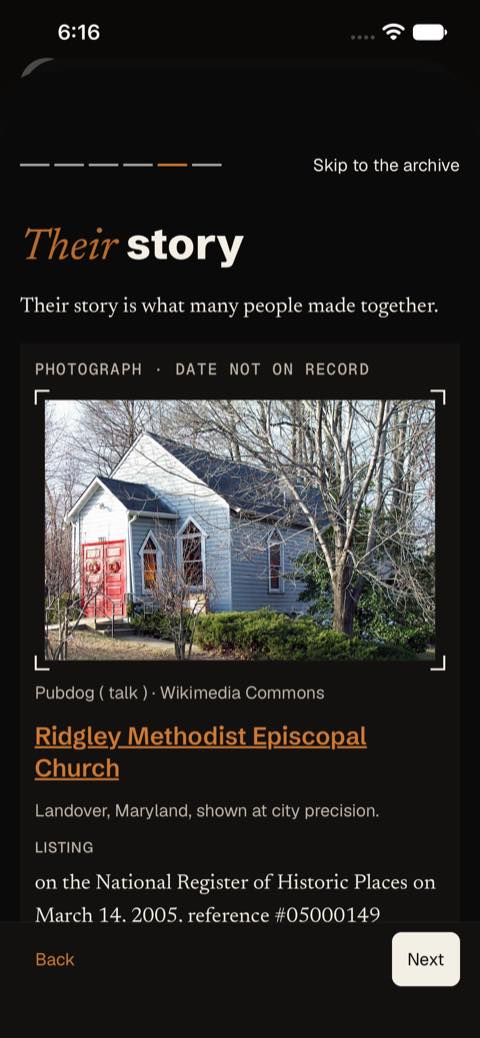 6:16
Skip to the archive
Their story
Their story is what many people made together.
PHOTOGRAPH · DATE NOT ON RECORD
Pubdog ( talk ) · Wikimedia Commons
Ridgley Methodist Episcopal
Church
Landover, Maryland, shown at city precision.
LISTING
on the National Register of Historic Places on
March 14, 2005, reference #05000149
Back
Next